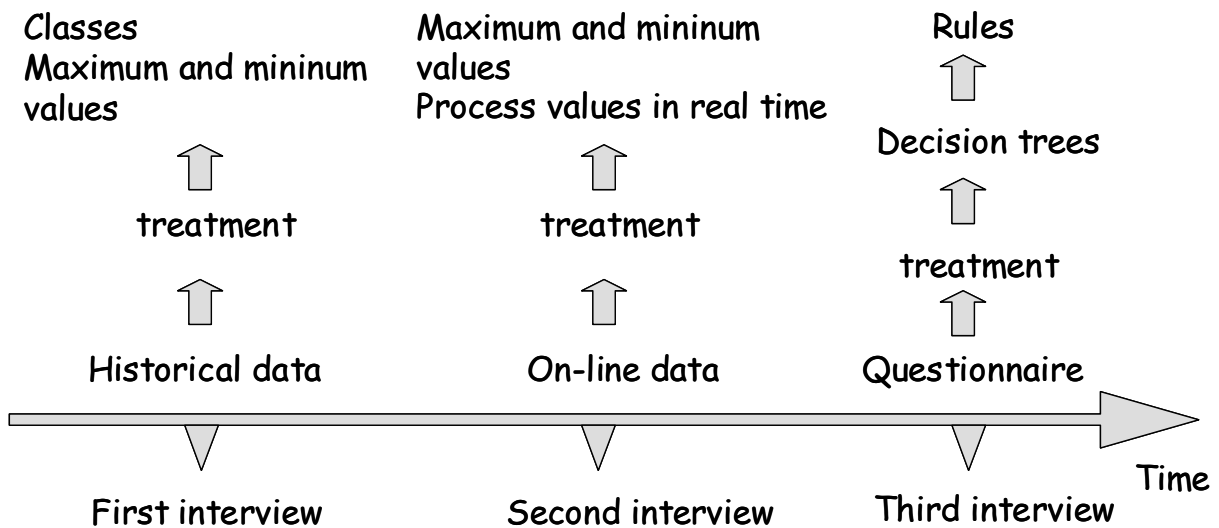 Classes
Maximum and mininum
values
treatment
Historical data
First interview
Maximum and mininum
values
Process values in real time
treatment
On-line data
Second interview
Rules
Decision trees
treatment
Questionnaire
Third interview
Time